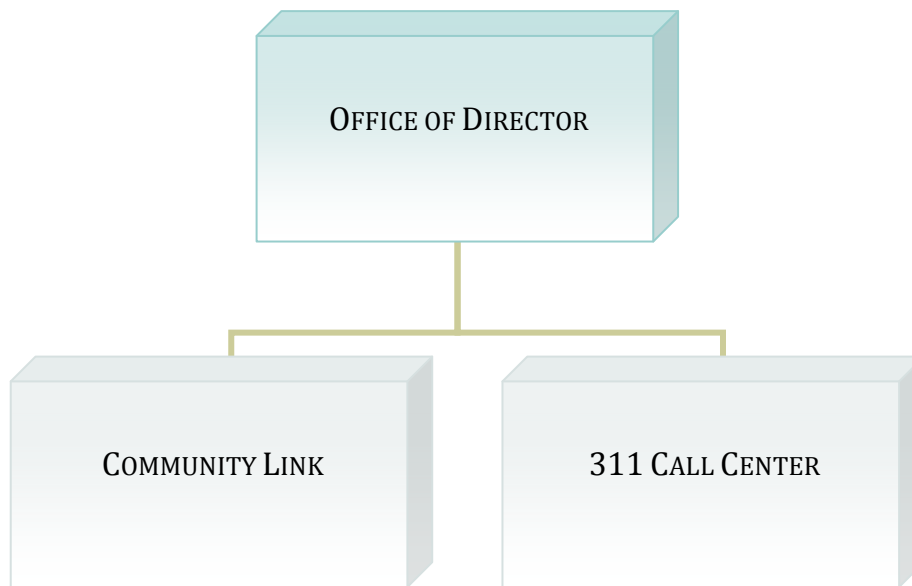 OFFICE OF DIRECTOR
COMMUNITY LINK
311 CALL CENTER